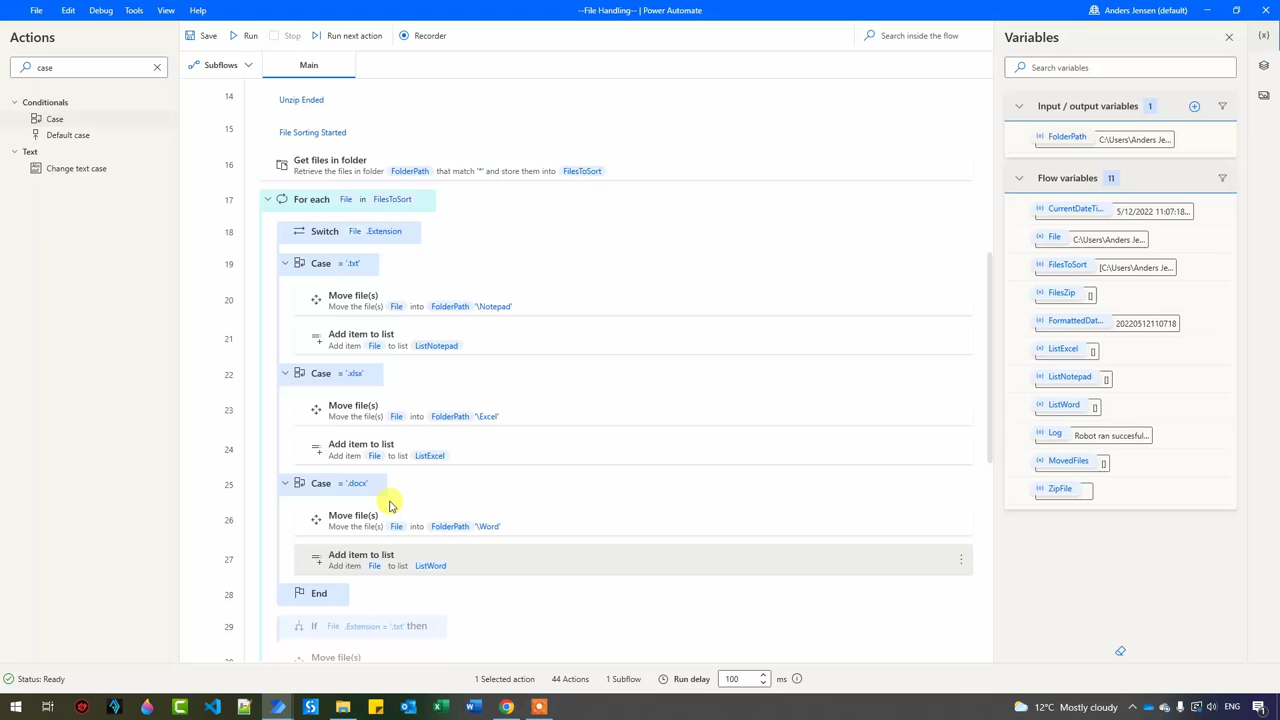 File Edit Debug Tools View Help --File Handling-- | Power Automate Anders Jensen (default)
Actions
case
Conditionals
Case
Default case
Text
Change text case
Save Run Stop Run next action Recorder Search inside the flow
Subflows Main
14 Unzip Ended
15 File Sorting Started
16 Get files in folder
Retrieve the files in folder FolderPath that match '*' and store them into FilesToSort
17 For each File in FilesToSort
18 Switch File .Extension
19 Case = '.txt'
20 Move file(s)
Move the file(s) File into FolderPath '\Notepad'
21 Add item to list
Add item File to list ListNotepad
22 Case = '.xlsx'
23 Move file(s)
Move the file(s) File into FolderPath '\Excel'
24 Add item to list
Add item File to list ListExcel
25 Case = '.docx'
26 Move file(s)
Move the file(s) File into FolderPath '\Word'
27 Add item to list
Add item File to list ListWord
28 End
29 If File .Extension = '.txt' then
Move file(s)
Variables
Search variables
Input / output variables 1
FolderPath C:\Users\Anders Je...
Flow variables 11
CurrentDateTi... 5/12/2022 11:07:18...
File C:\Users\Anders Je...
FilesToSort [C:\Users\Anders Je...
FilesZip []
FormattedDat... 20220512110718
ListExcel []
ListNotepad []
ListWord []
Log Robot ran succesful...
MovedFiles []
ZipFile
Status: Ready 1 Selected action 44 Actions 1 Subflow Run delay 100 ms
12°C Mostly cloudy ENG